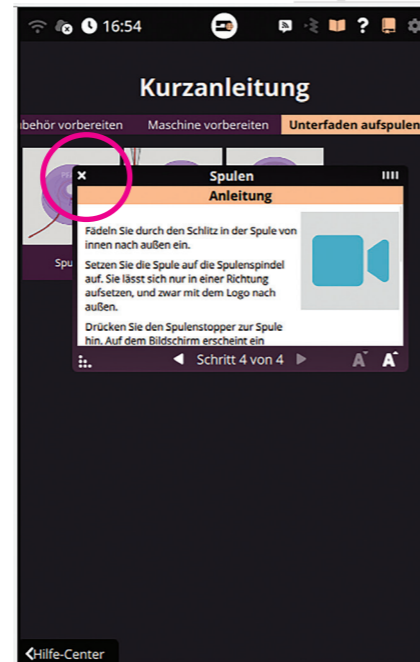 16:54
?
Kurzanleitung
behör vorbereiten Maschine vorbereiten Unterfaden aufspulen
× Spulen
Anleitung
Fädeln Sie durch den Schlitz in der Spule von
innen nach außen ein.
Setzen Sie die Spule auf die Spulenspindel
auf. Sie lässt sich nur in einer Richtung
aufsetzen, und zwar mit dem Logo nach
außen.
Drücken Sie den Spulenstopper zur Spule
hin. Auf dem Bildschirm erscheint ein
Spu
Schritt 4 von 4 A A
Hilfe-Center